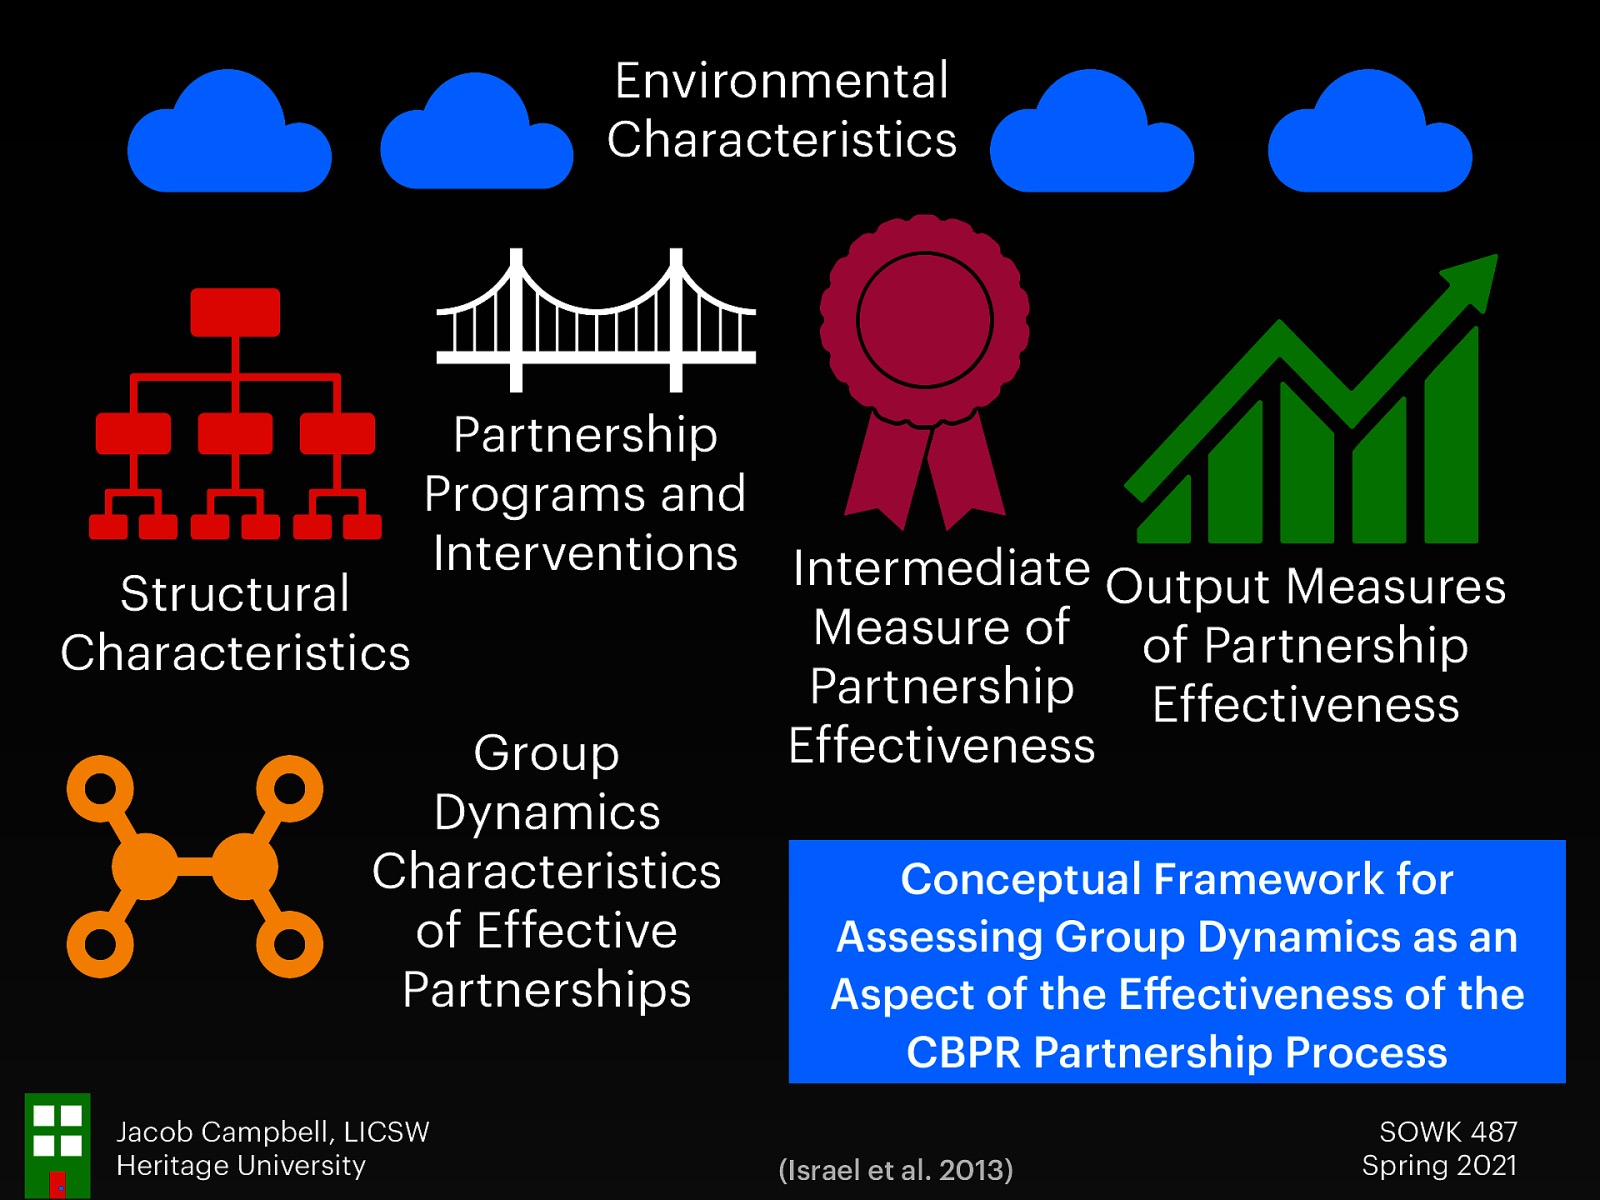 Environmental
Characteristics
Structural
Characteristics
Partnership
Programs and
Interventions
Intermediate
Measure of
Partnership
Effectiveness
Output Measures
of Partnership
Effectiveness
Group
Dynamics
Characteristics
of Effective
Partnerships
Conceptual Framework for
Assessing Group Dynamics as an
Aspect of the Effectiveness of the
CBPR Partnership Process
Jacob Campbell, LICSW
Heritage University
(Israel et al. 2013)
SOWK 487
Spring 2021